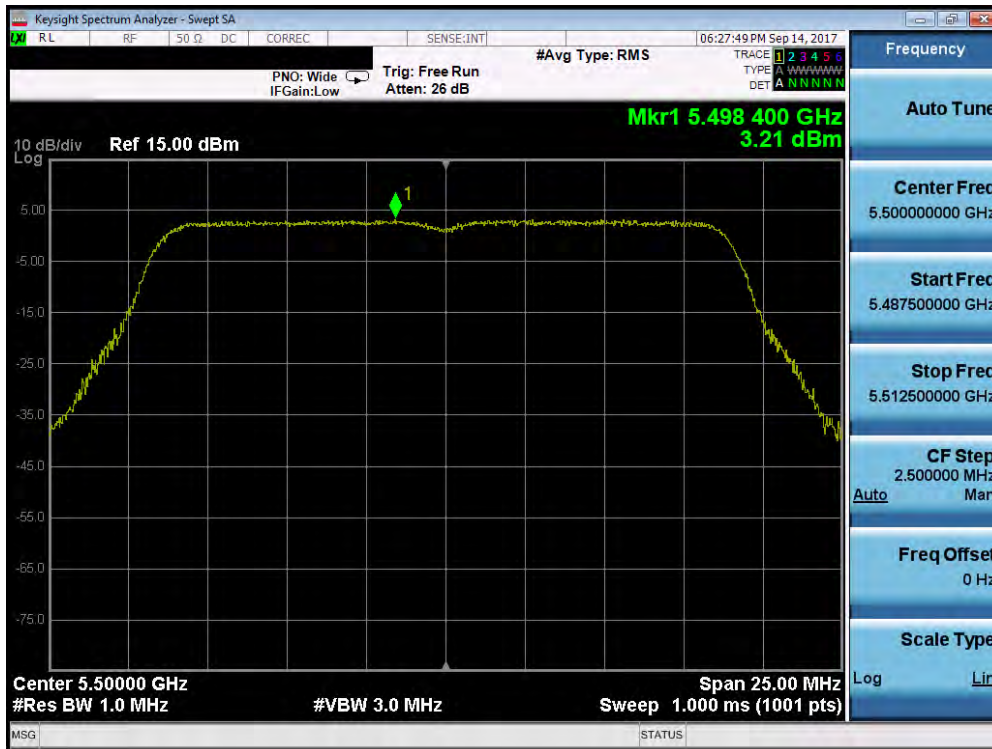 Keysight Spectrum Analyzer - Swept SA
LXI RL RF 50 Ω DC CORREC SENSE:INT 06:27:49 PM Sep 14, 2017
#Avg Type: RMS
TRACE 1 2 3 4 5 6
TYPE A WWWWW
DET A N N N N N
PNO: Wide
IFGain:Low
Trig: Free Run
Atten: 26 dB
Mkr1 5.498 400 GHz
3.21 dBm
10 dB/div Ref 15.00 dBm
Log
1
5.00
-5.00
-15.0
-25.0
-35.0
-45.0
-55.0
-65.0
-75.0
Center 5.50000 GHz Span 25.00 MHz
#Res BW 1.0 MHz #VBW 3.0 MHz Sweep 1.000 ms (1001 pts)
MSG STATUS
Frequency
Auto Tune
Center Freq
5.500000000 GHz
Start Freq
5.487500000 GHz
Stop Freq
5.512500000 GHz
CF Step
2.500000 MHz
Auto Man
Freq Offset
0 Hz
Scale Type
Log Lin